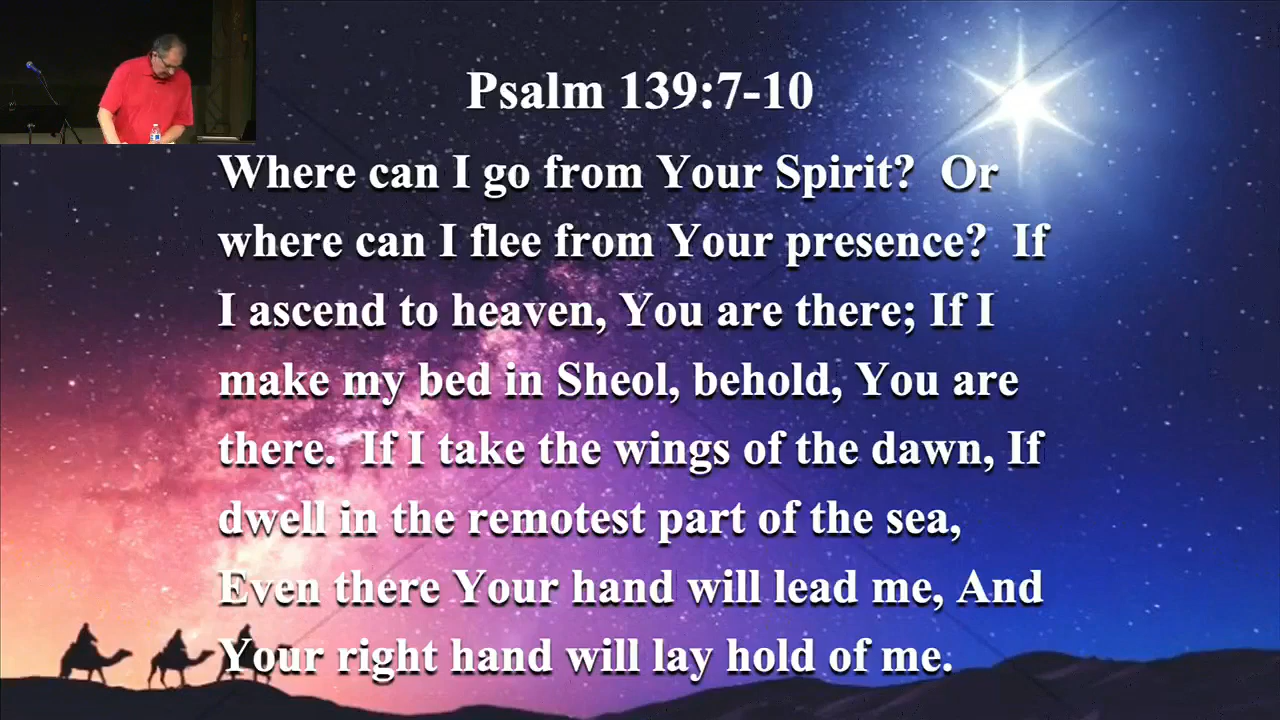 Psalm 139:7-10
Where can I go from Your Spirit?  Or
where can I flee from Your presence?  If
I ascend to heaven, You are there; If I
make my bed in Sheol, behold, You are
there.  If I take the wings of the dawn, If
dwell in the remotest part of the sea,
Even there Your hand will lead me, And
Your right hand will lay hold of me.